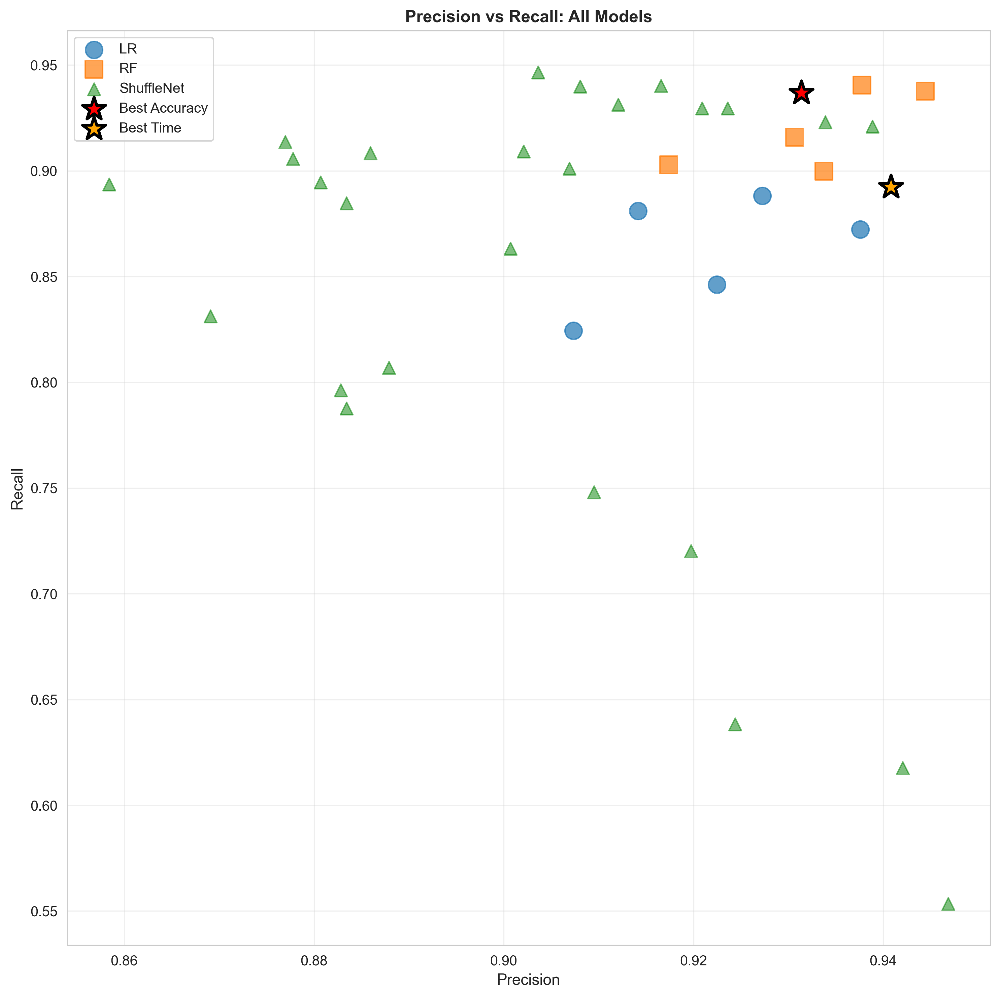 Precision vs Recall: All Models
LR
RF
ShuffleNet
Best Accuracy
Best Time
0.95
0.90
0.85
0.80
0.75
0.70
0.65
0.60
0.55
Recall
0.86
0.88
0.90
0.92
0.94
Precision